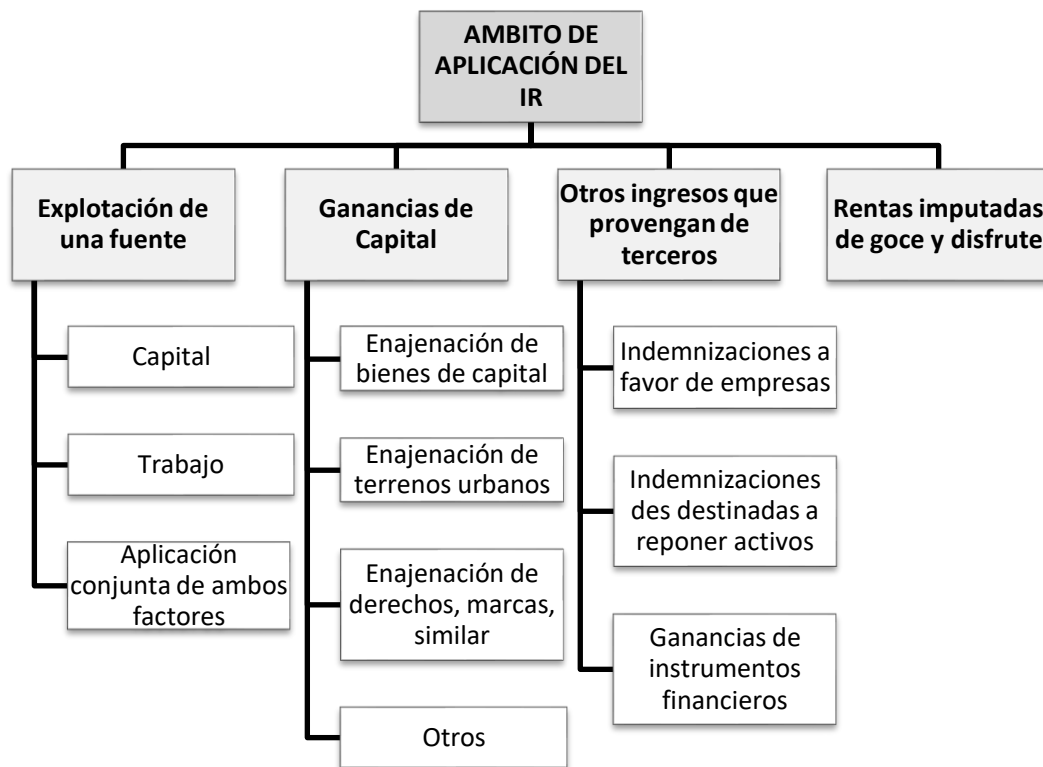 AMBITO DE
APLICACIÓN DEL
IR
Explotación de
una fuente
Capital
Trabajo
Aplicación
conjunta de ambos
factores
Ganancias de
Capital
Enajenación de
bienes de capital
Enajenación de
terrenos urbanos
Enajenación de
derechos, marcas,
similar
Otros
Otros ingresos que
provengan de
terceros
Indemnizaciones a
favor de empresas
Indemnizaciones
des destinadas a
reponer activos
Ganancias de
instrumentos
financieros
Rentas imputadas
de goce y disfrute